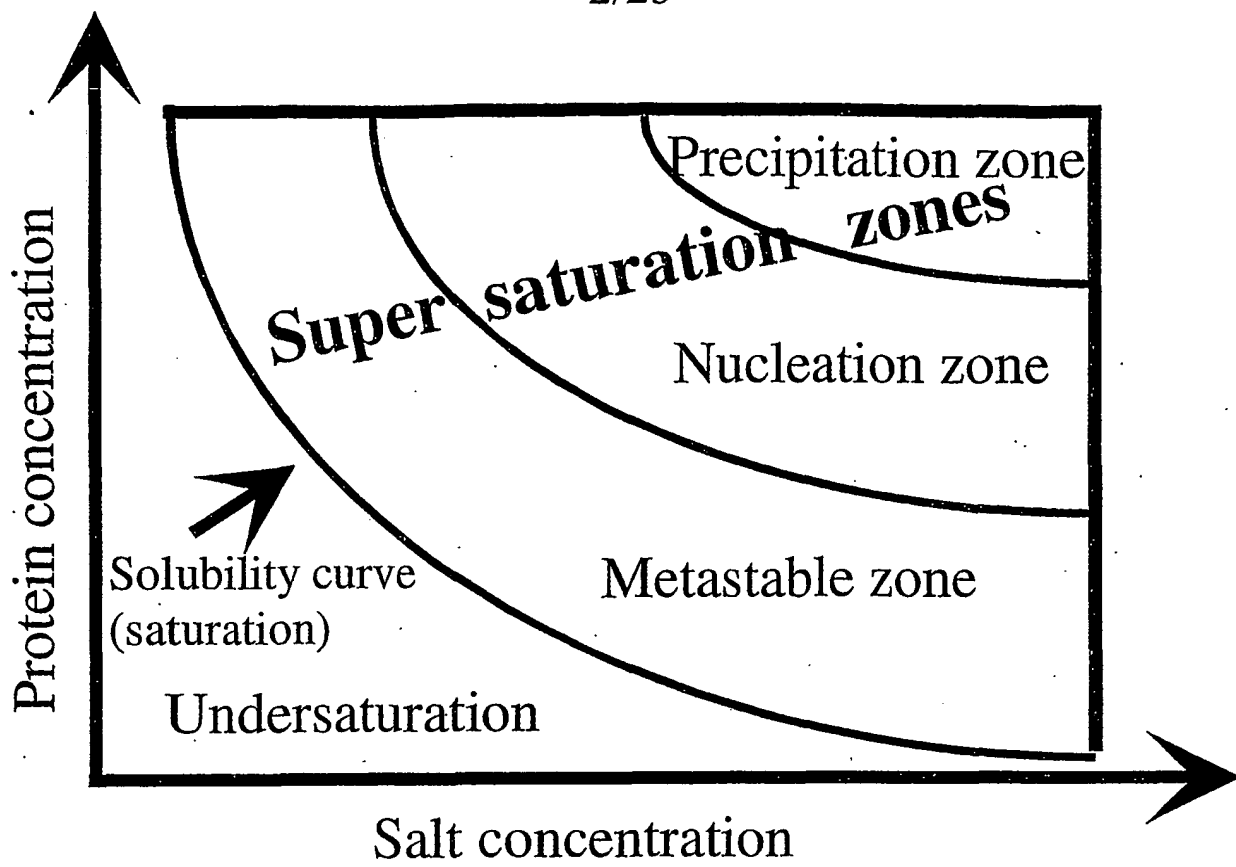 Precipitation zone
Super saturation zones
Nucleation zone
Metastable zone
Solubility curve
(saturation)
Undersaturation
Protein concentration
Salt concentration